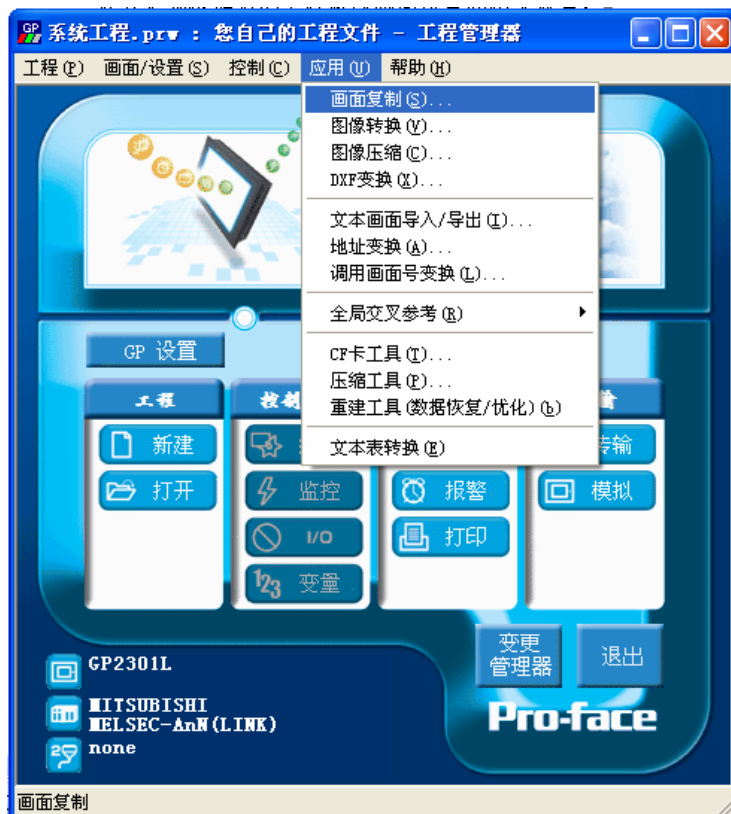 系统工程.prw : 您自己的工程文件 - 工程管理器
工程(P) 画面/设置(S) 控制(C) 应用(U) 帮助(H)
画面复制(S)...
图像转换(V)...
图像压缩(C)...
DXF变换(X)...
文本画面导入/导出(I)...
地址变换(A)...
调用画面号变换(L)...
全局交叉参考(R)
CF卡工具(T)...
压缩工具(P)...
重建工具(数据恢复/优化)(b)
文本表转换(E)
GP 设置
工程
新建
传输
打开
监控
报警
模拟
I/O
打印
变量
变更
管理器
退出
GP2301L
MITSUBISHI
MELSEC-AnN(LINK)
none
Pro-face
画面复制